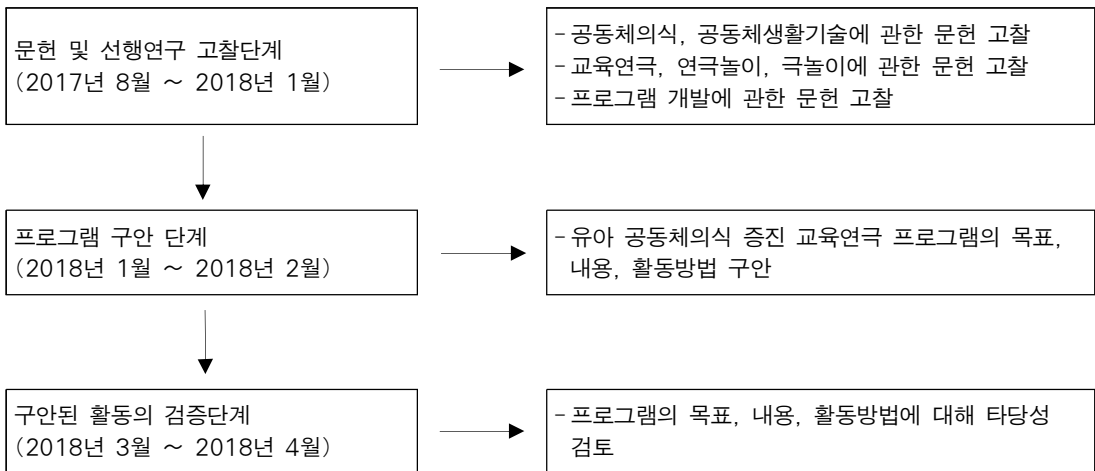 문헌 및 선행연구 고찰단계
(2017년 8월 ～ 2018년 1월)
- 공동체의식, 공동체생활기술에 관한 문헌 고찰
- 교육연극, 연극놀이, 극놀이에 관한 문헌 고찰
- 프로그램 개발에 관한 문헌 고찰
프로그램 구안 단계
(2018년 1월 ～ 2018년 2월)
- 유아 공동체의식 증진 교육연극 프로그램의 목표,
내용, 활동방법 구안
구안된 활동의 검증단계
(2018년 3월 ～ 2018년 4월)
- 프로그램의 목표, 내용, 활동방법에 대해 타당성
검토